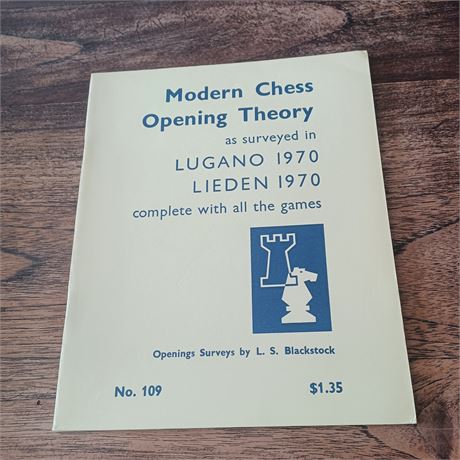 Modern Chess
Opening Theory
as surveyed in
LUGANO 1970
LIEDEN 1970
complete with all the games
Openings Surveys by L. S. Blackstock
No. 109
$1.35